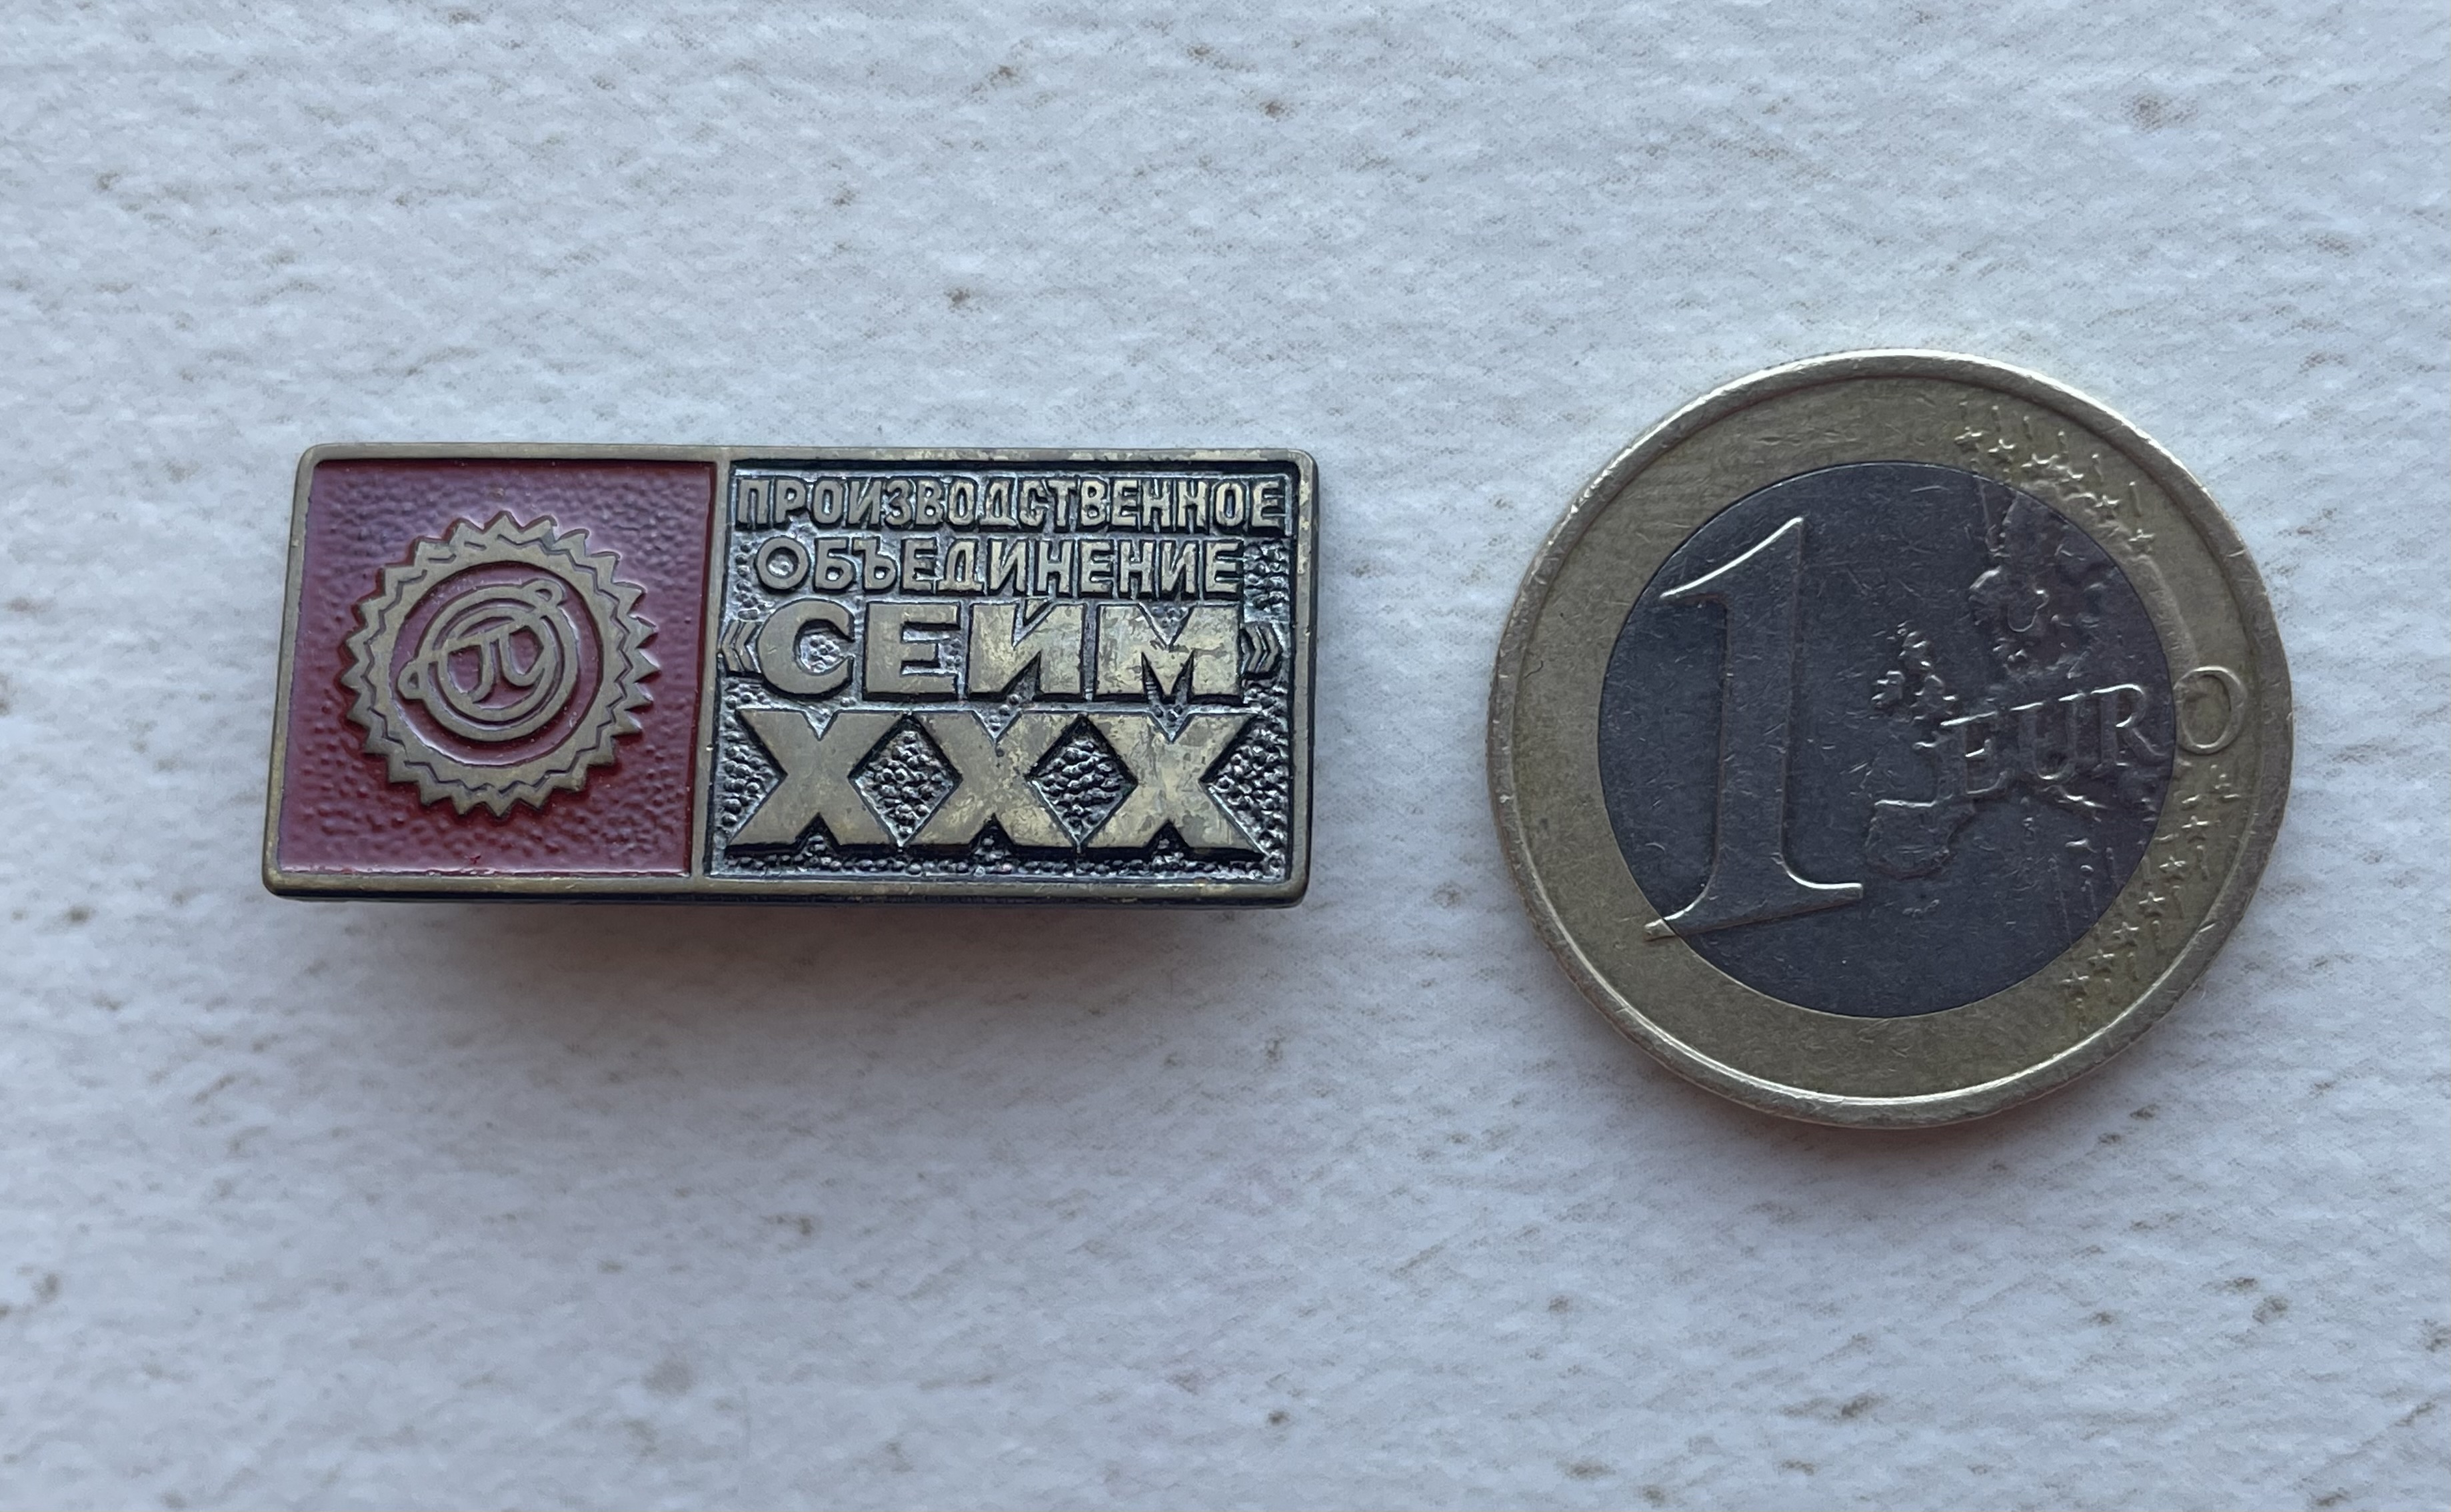 ПРОИЗВОДСТВЕННОЕ
ОБЪЕДИНЕНИЕ
«СЕЙМ»
XXX
П
1 EURO